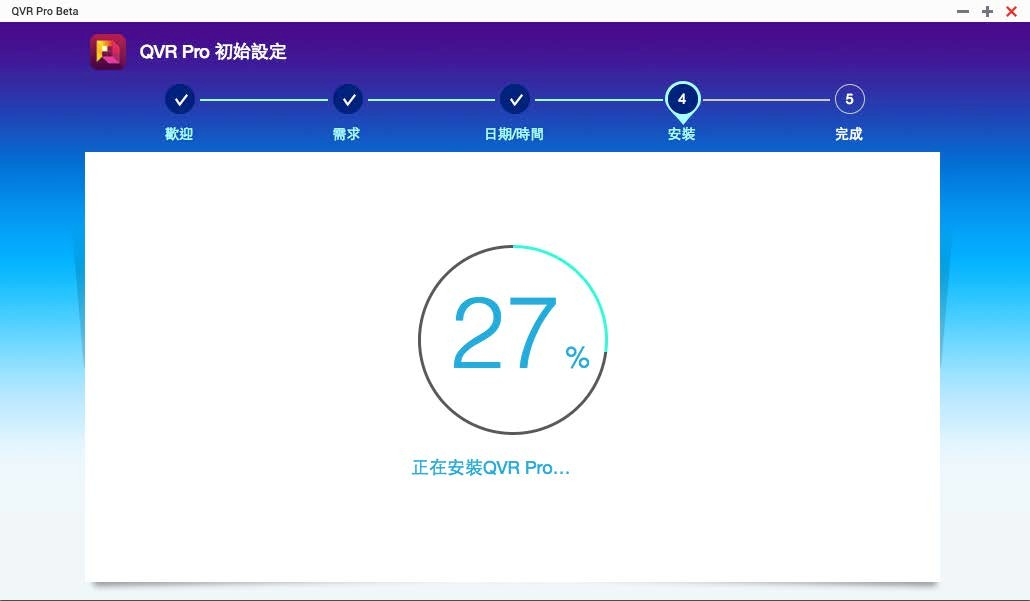 QVR Pro Beta
QVR Pro 初始設定
4
5
歡迎
需求
日期/時間
安裝
完成
27 %
正在安裝QVR Pro...